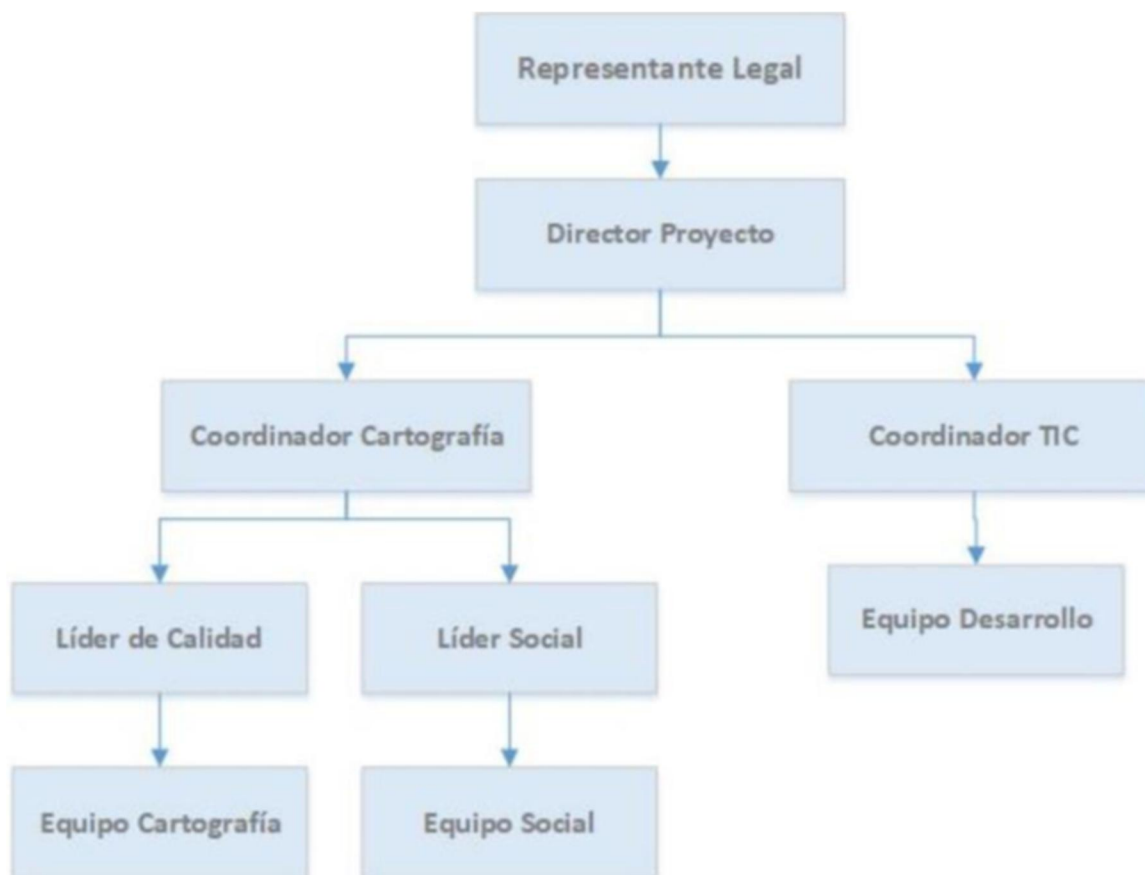 Representante Legal
Director Proyecto
Coordinador Cartografía
Coordinador TIC
Líder de Calidad
Líder Social
Equipo Desarrollo
Equipo Cartografía
Equipo Social